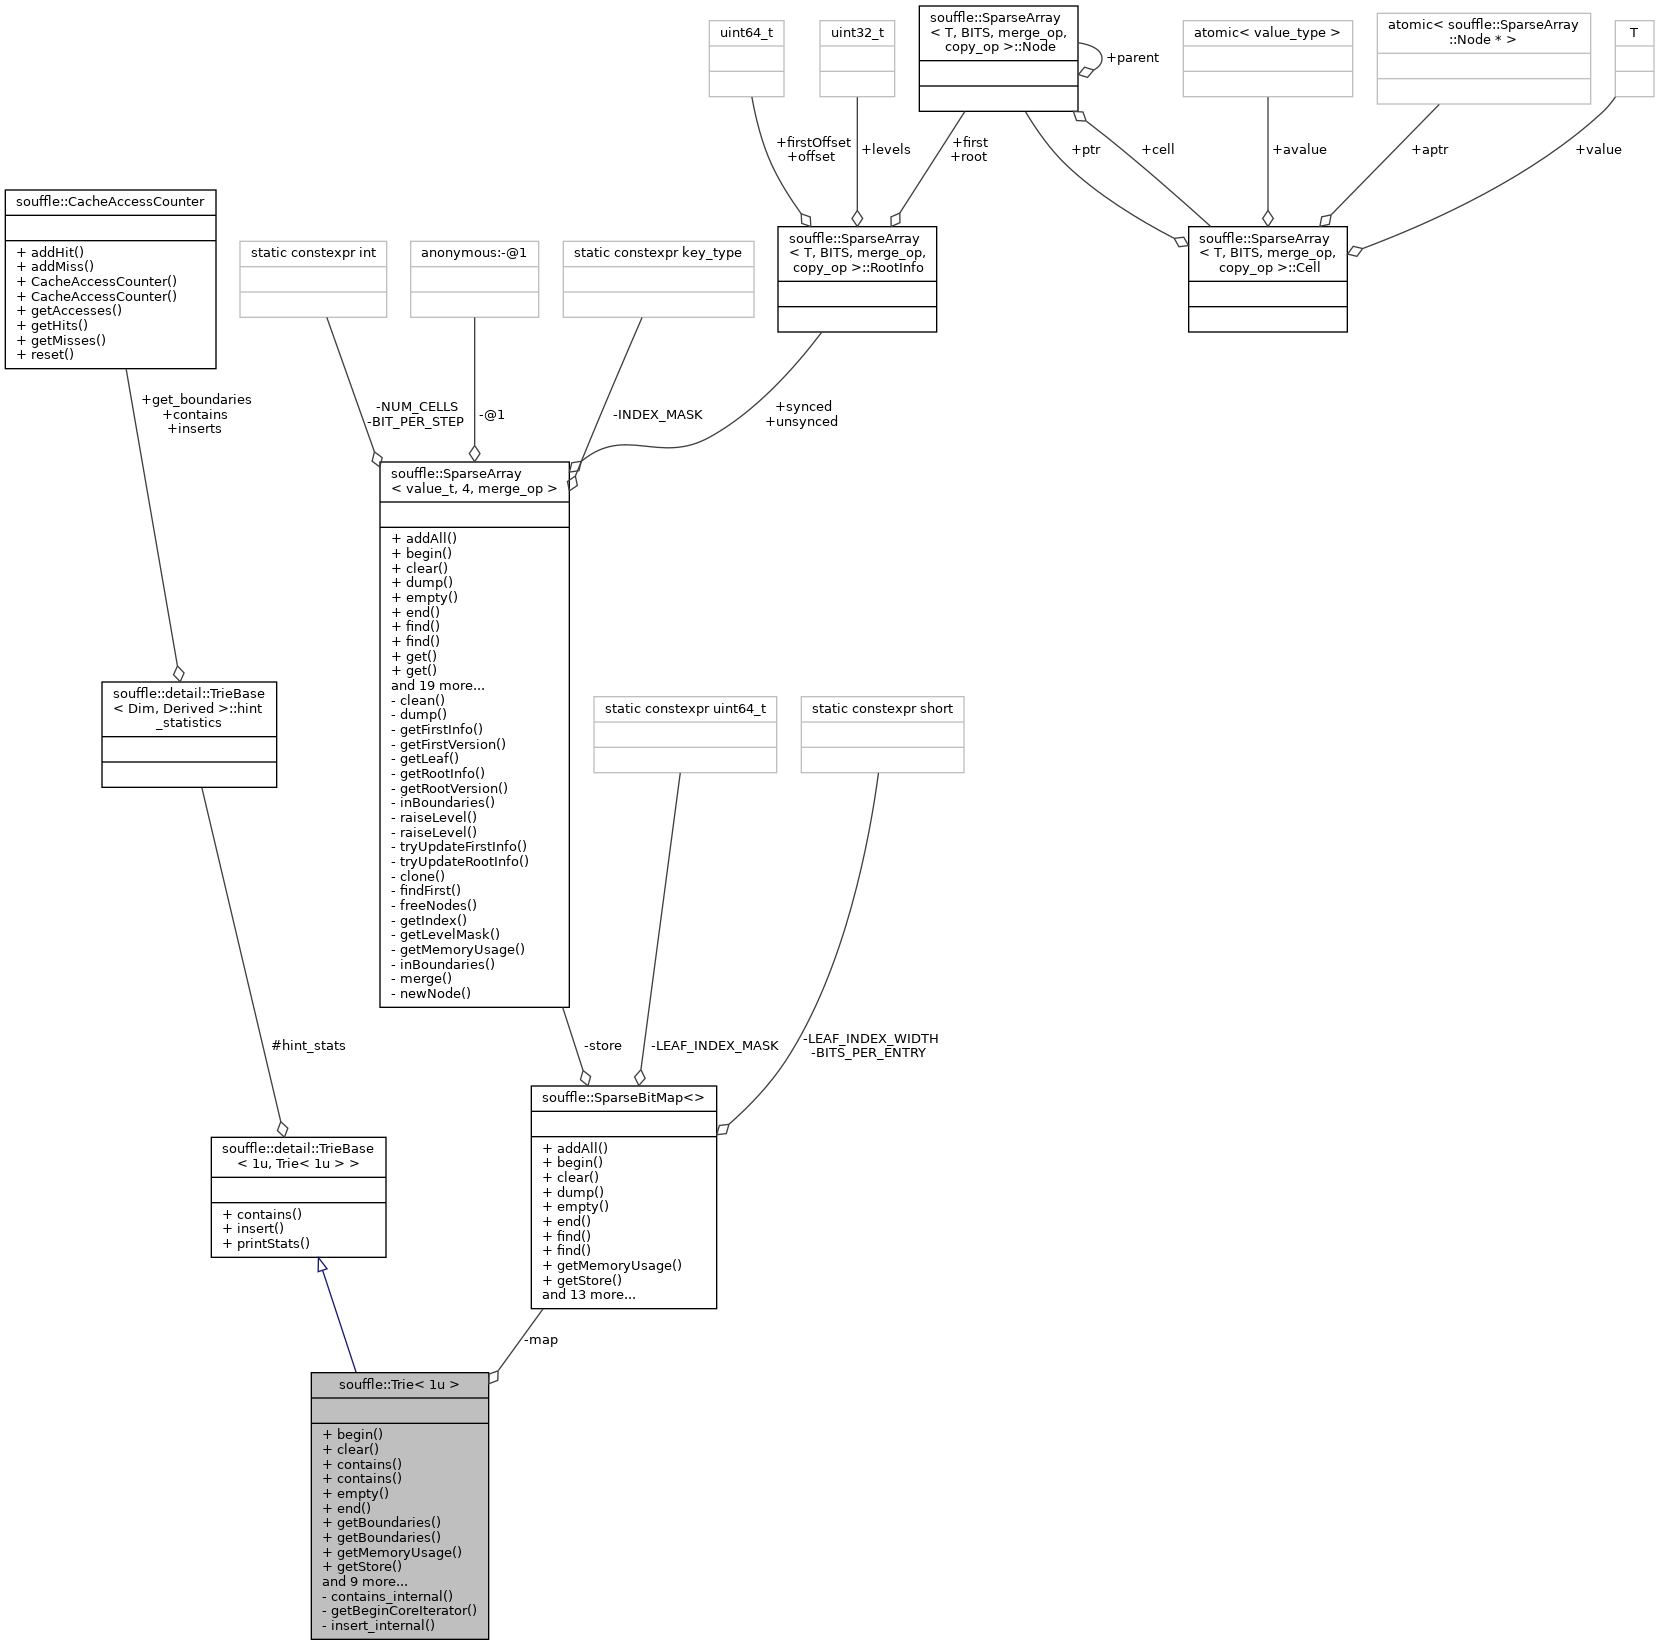 uint64_t
uint32_t
souffle::SparseArray
< T, BITS, merge_op,
copy_op >::Node
atomic< value_type >
atomic< souffle::SparseArray
::Node * >
T
+parent
+firstOffset
+offset
+levels
+first
+root
+ptr
+cell
+avalue
+aptr
+value
souffle::CacheAccessCounter
+ addHit()
+ addMiss()
+ CacheAccessCounter()
+ CacheAccessCounter()
+ getAccesses()
+ getHits()
+ getMisses()
+ reset()
static constexpr int
anonymous:-@1
static constexpr key_type
souffle::SparseArray
< T, BITS, merge_op,
copy_op >::RootInfo
souffle::SparseArray
< T, BITS, merge_op,
copy_op >::Cell
+get_boundaries
+contains
+inserts
-NUM_CELLS
-BIT_PER_STEP
-@1
-INDEX_MASK
+synced
+unsynced
souffle::SparseArray
< value_t, 4, merge_op >
+ addAll()
+ begin()
+ clear()
+ dump()
+ empty()
+ end()
+ find()
+ find()
+ get()
+ get()
and 19 more...
- clean()
- dump()
- getFirstInfo()
- getFirstVersion()
- getLeaf()
- getRootInfo()
- getRootVersion()
- inBoundaries()
- raiseLevel()
- raiseLevel()
- tryUpdateFirstInfo()
- tryUpdateRootInfo()
- clone()
- findFirst()
- freeNodes()
- getIndex()
- getLevelMask()
- getMemoryUsage()
- inBoundaries()
- merge()
- newNode()
souffle::detail::TrieBase
< Dim, Derived >::hint
_statistics
static constexpr uint64_t
static constexpr short
#hint_stats
-store
-LEAF_INDEX_MASK
-LEAF_INDEX_WIDTH
-BITS_PER_ENTRY
souffle::SparseBitMap<>
+ addAll()
+ begin()
+ clear()
+ dump()
+ empty()
+ end()
+ find()
+ find()
+ getMemoryUsage()
+ getStore()
and 13 more...
souffle::detail::TrieBase
< 1u, Trie< 1u > >
+ contains()
+ insert()
+ printStats()
-map
souffle::Trie< 1u >
+ begin()
+ clear()
+ contains()
+ contains()
+ empty()
+ end()
+ getBoundaries()
+ getBoundaries()
+ getMemoryUsage()
+ getStore()
and 9 more...
- contains_internal()
- getBeginCoreIterator()
- insert_internal()